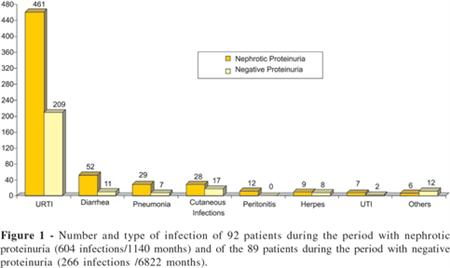 480
461
440
400
360
320
280
240
200
160
120
80
40
0
Nephrotic Proteinuria
Negative Proteinuria
209
52
11
29
7
28
17
12
0
9
8
7
2
6
12
URTI
Diarrhea
Pneumonia
Cutaneous
Infections
Peritonitis
Herpes
UTI
Others
Figure 1 - Number and type of infection of 92 patients during the period with nephrotic
proteinuria (604 infections/1140 months) and of the 89 patients during the period with negative
proteinuria (266 infections /6822 months).